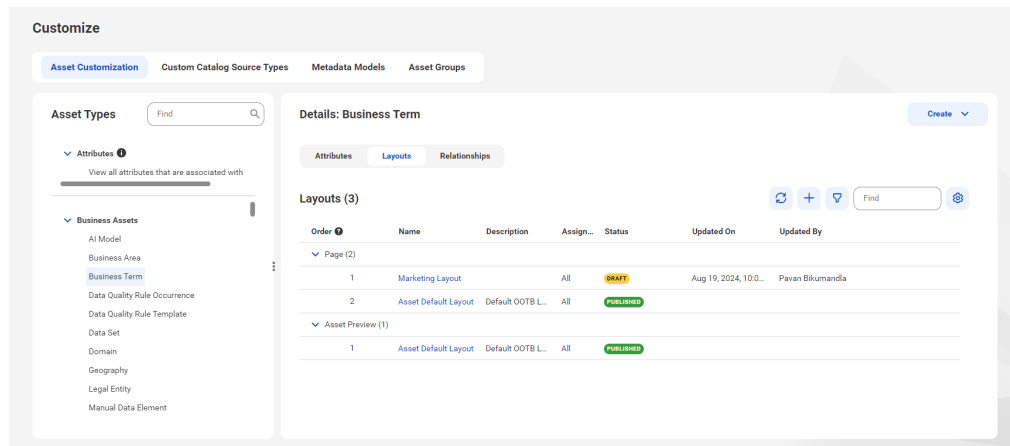 Customize
Asset Customization Custom Catalog Source Types Metadata Models Asset Groups
Asset Types Find
Attributes
View all attributes that are associated with
Business Assets
AI Model
Business Area
Business Term
Data Quality Rule Occurrence
Data Quality Rule Template
Data Set
Domain
Geography
Legal Entity
Manual Data Element
Details: Business Term Create
Attributes Layouts Relationships
Layouts (3) Find
Order Name Description Assign... Status Updated On Updated By
Page (2)
1 Marketing Layout All DRAFT Aug 19, 2024, 10:0... Pavan Bikumandla
2 Asset Default Layout Default OOTB L... All PUBLISHED
Asset Preview (1)
1 Asset Default Layout Default OOTB L... All PUBLISHED